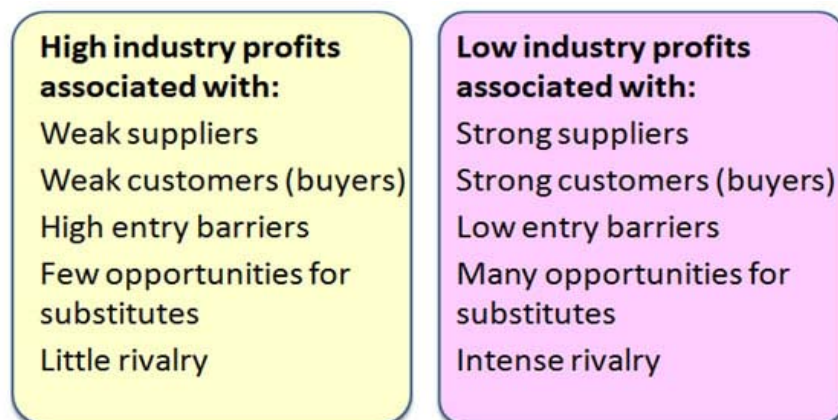 High industry profits
associated with:
Weak suppliers
Weak customers (buyers)
High entry barriers
Few opportunities for
substitutes
Little rivalry
Low industry profits
associated with:
Strong suppliers
Strong customers (buyers)
Low entry barriers
Many opportunities for
substitutes
Intense rivalry